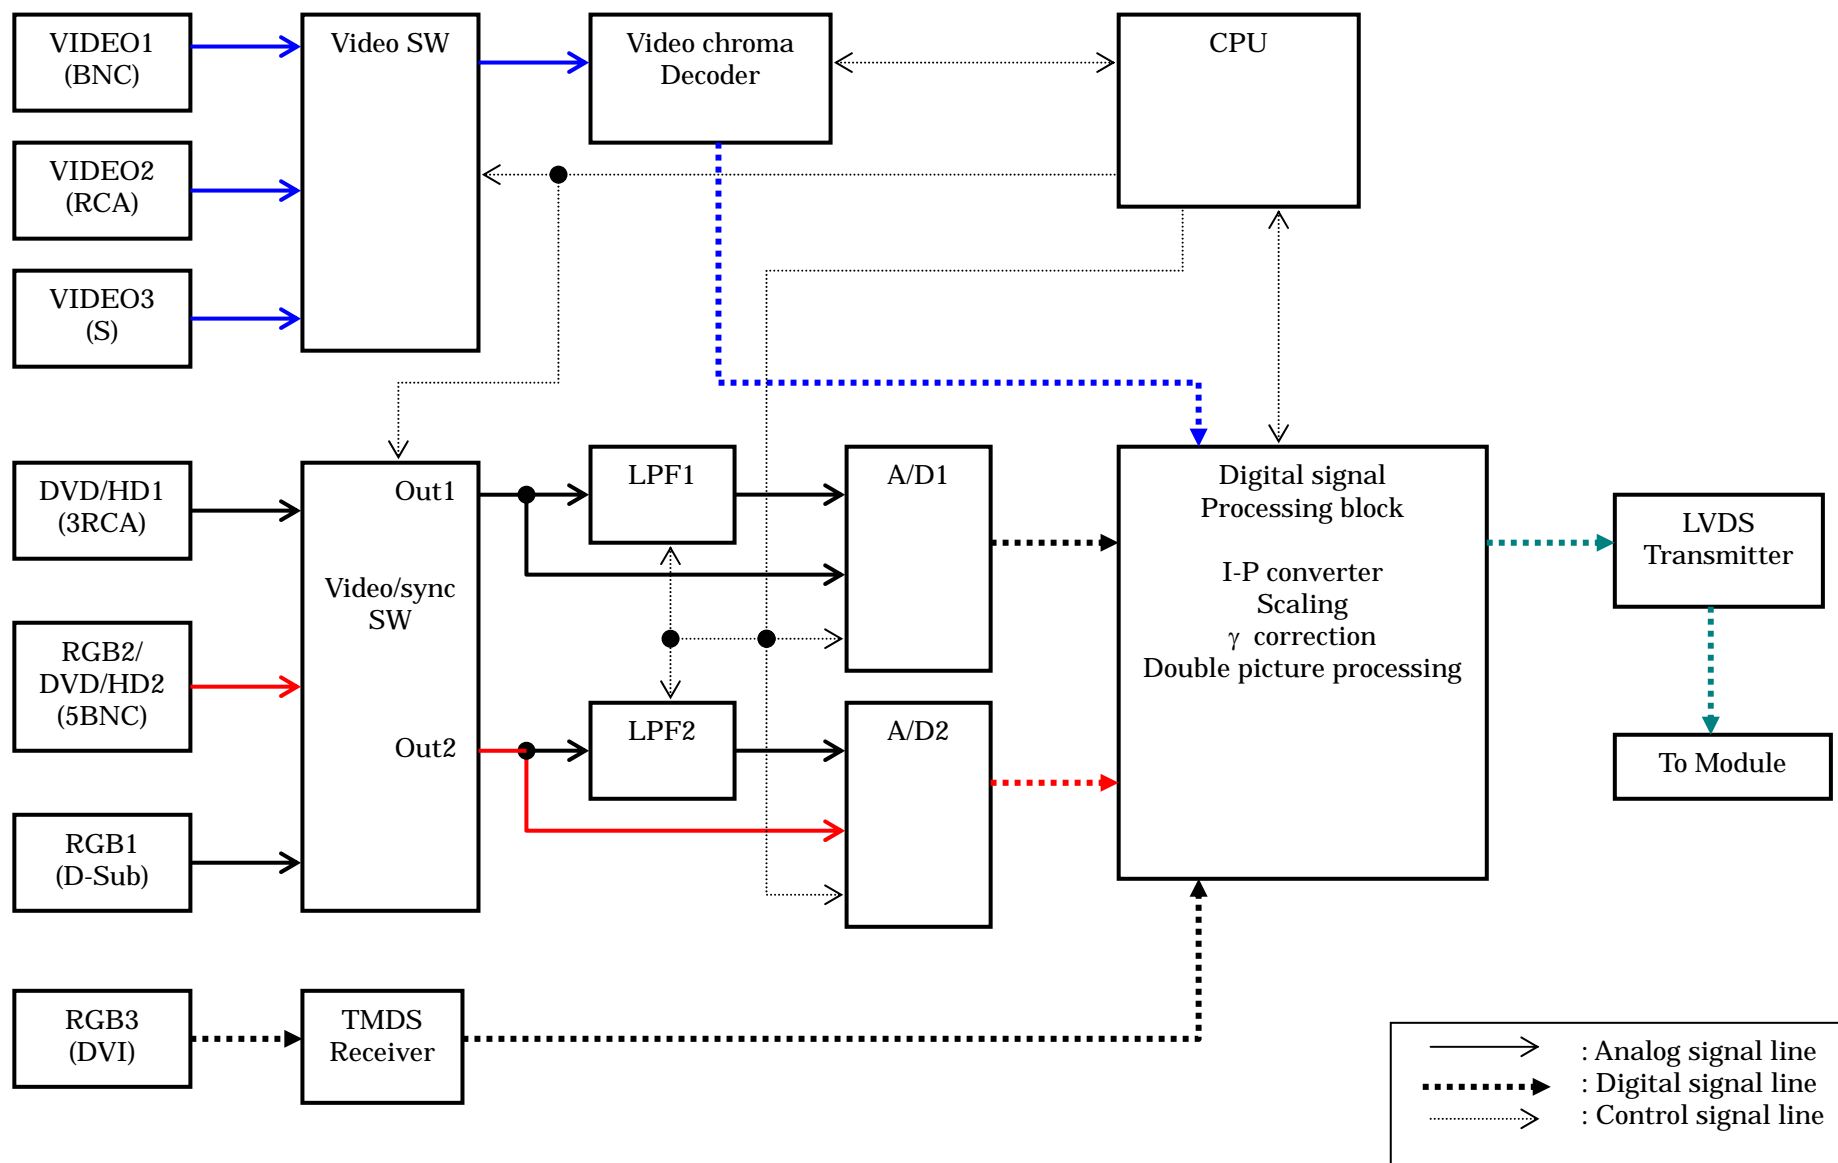 VIDEO1
(BNC)
Video SW
Video chroma
Decoder
CPU
VIDEO2
(RCA)
VIDEO3
(S)
DVD/HD1
(3RCA)
Out1
Video/sync
SW
Out2
LPF1
A/D1
Digital signal
Processing block
I-P converter
Scaling
γ correction
Double picture processing
LVDS
Transmitter
RGB2/
DVD/HD2
(5BNC)
LPF2
A/D2
To Module
RGB1
(D-Sub)
RGB3
(DVI)
TMDS
Receiver
: Analog signal line
: Digital signal line
: Control signal line